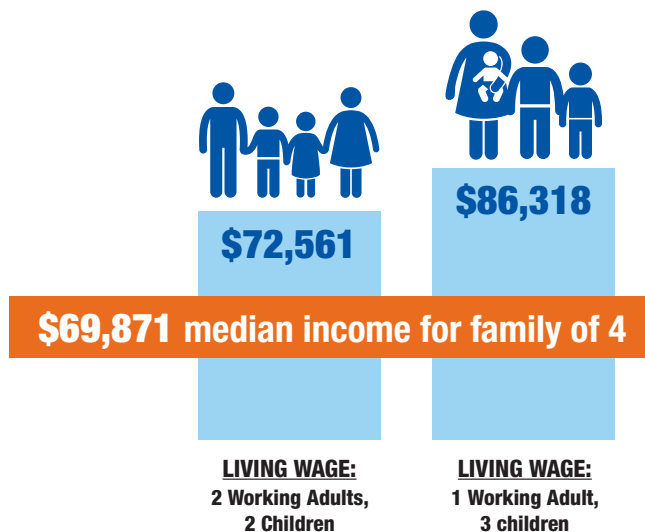 $72,561
$86,318
$69,871 median income for family of 4
LIVING WAGE:
2 Working Adults,
2 Children
LIVING WAGE:
1 Working Adult,
3 children